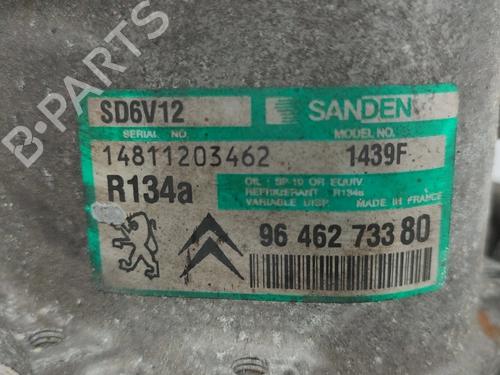 SD6V12 SANDEN
SERIAL NO. MODEL NO.
14811203462 1439F
R134a OIL : SP-10 OR EQUIV.
REFRIGERANT R134a
VARIABLE DISP. MADE IN FRANCE
96 462 733 80
B-PARTS